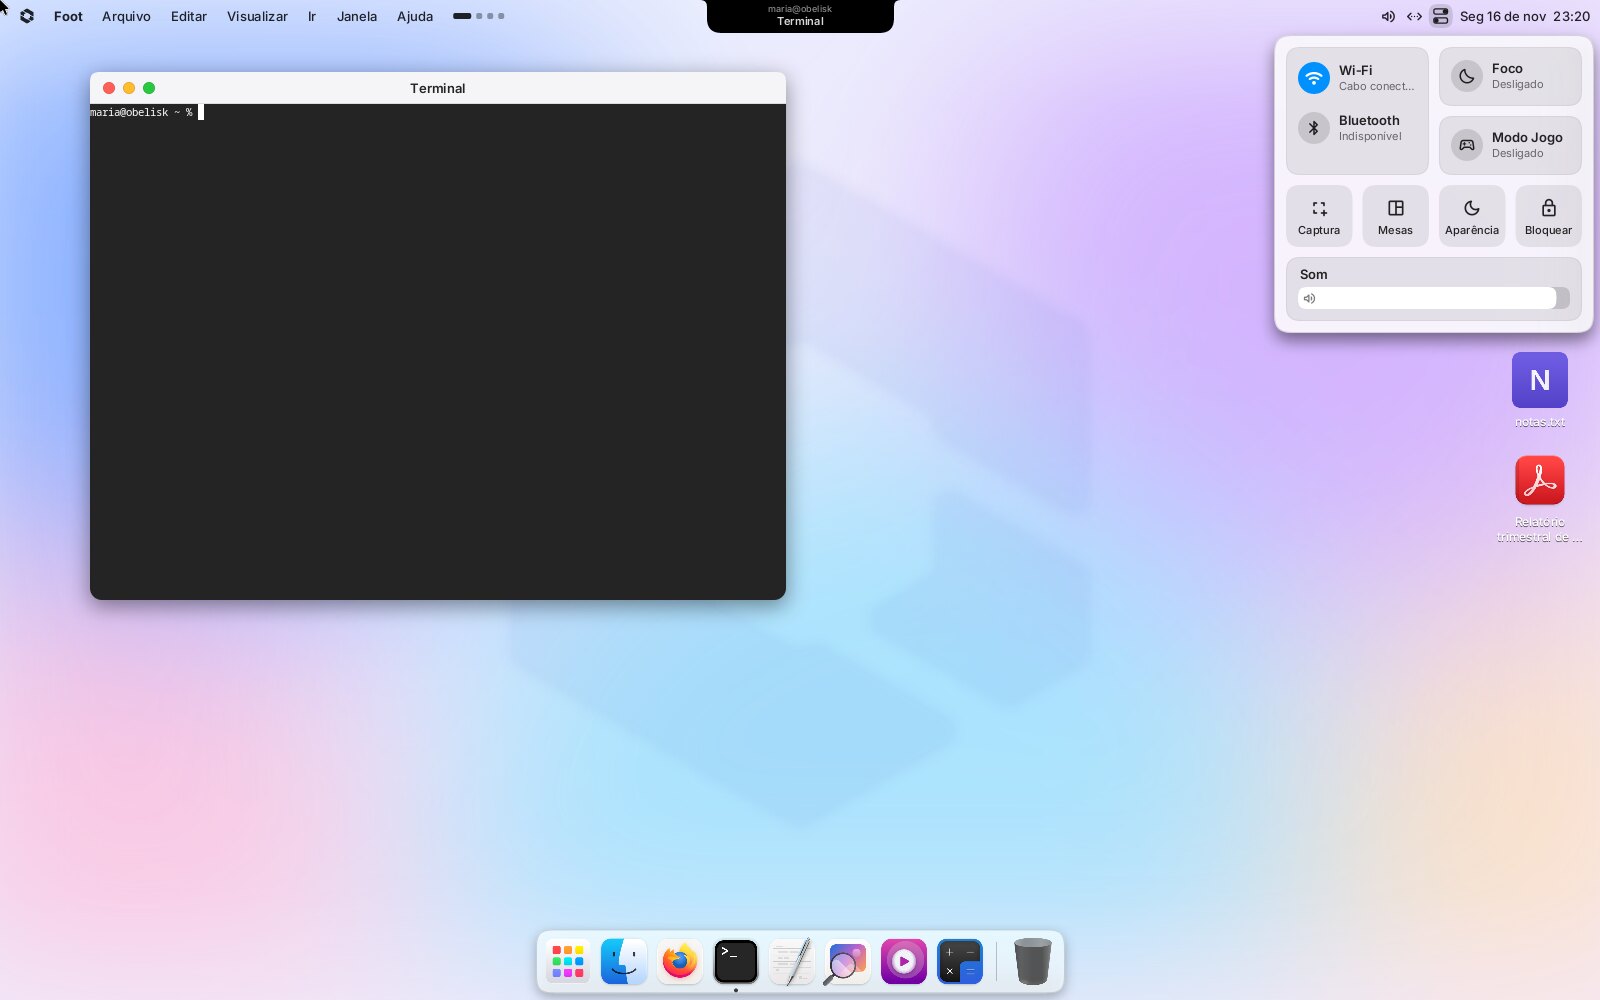 Foot Arquivo Editar Visualizar Ir Janela Ajuda
maria@obelisk
Terminal
Seg 16 de nov 23:20
Terminal
maria@obelisk ~ %
Wi-Fi
Cabo conect...
Bluetooth
Indisponível
Foco
Desligado
Modo Jogo
Desligado
Captura
Mesas
Aparência
Bloquear
Som
N
notas.txt
Relatório
trimestral de ...
>_